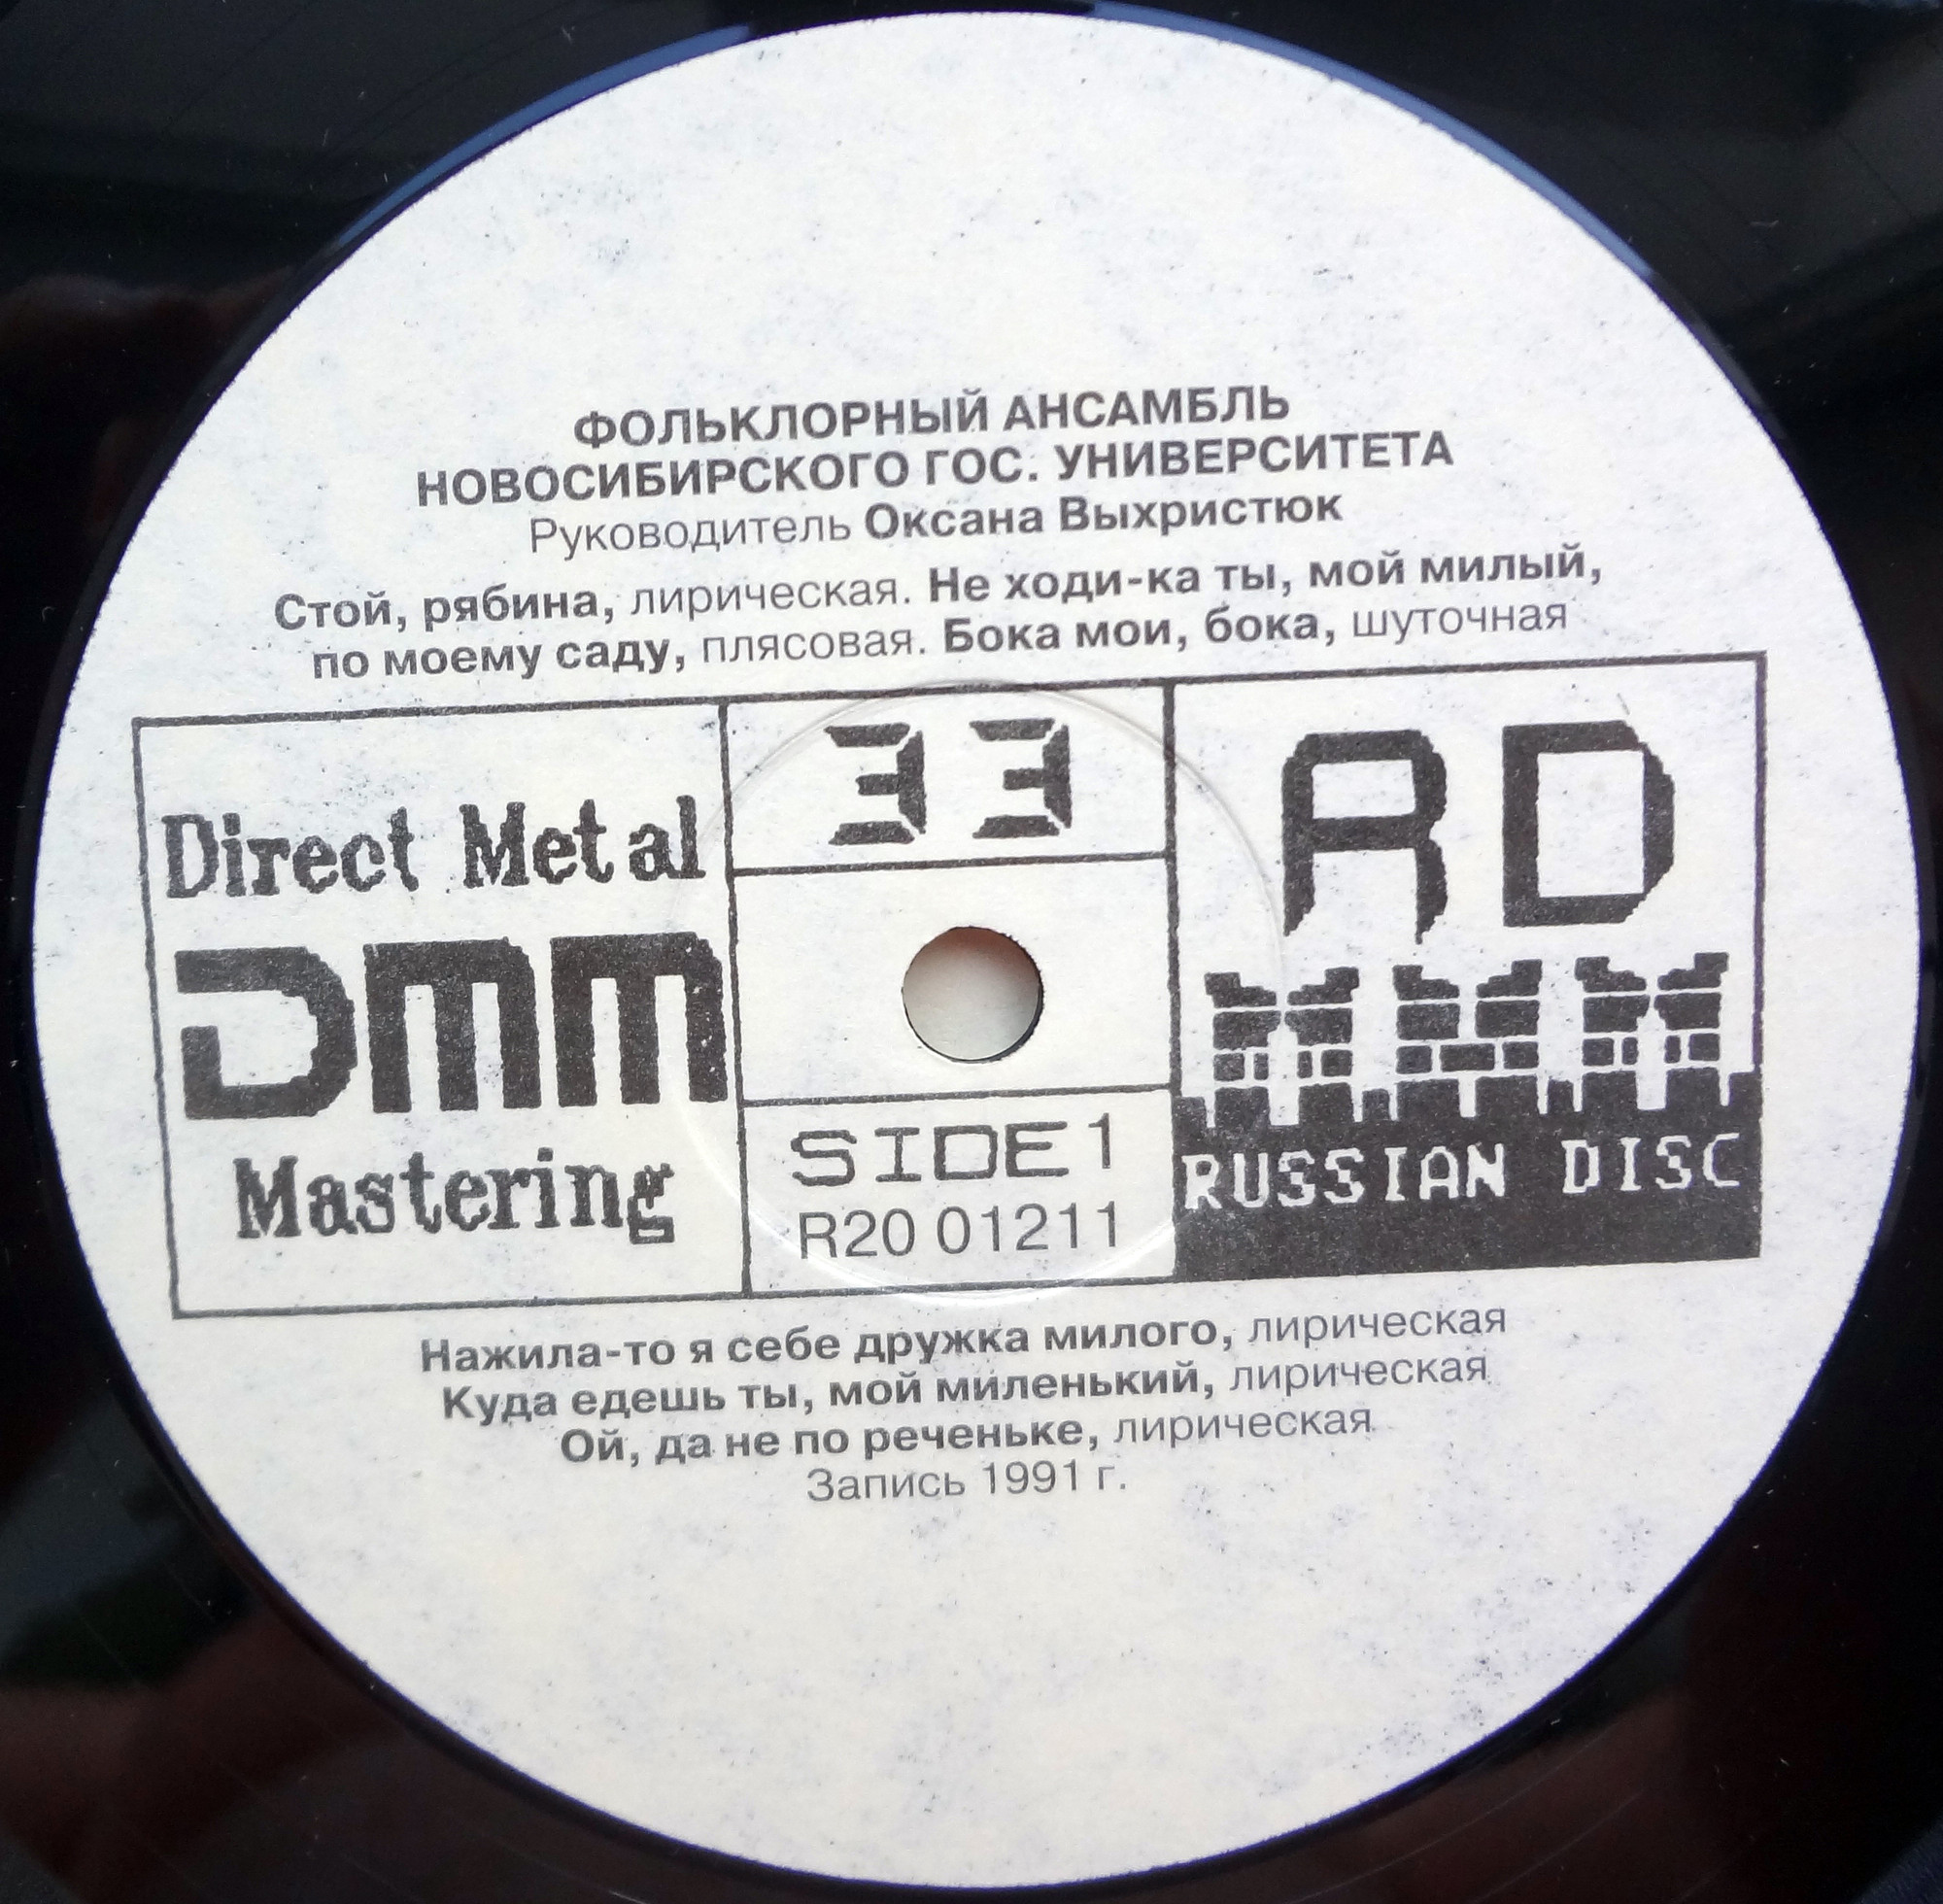 ФОЛЬКЛОРНЫЙ АНСАМБЛЬ
НОВОСИБИРСКОГО ГОС. УНИВЕРСИТЕТА
Руководитель Оксана Выхристюк
Стой, рябина, лирическая. Не ходи-ка ты, мой милый,
по моему саду, плясовая. Бока мои, бока, шуточная
Direct Metal
DMM
Mastering
33
SIDE 1
R20 01211
RD
RUSSIAN DISC
Нажила-то я себе дружка милого, лирическая
Куда едешь ты, мой миленький, лирическая
Ой, да не по реченьке, лирическая
Запись 1991 г.